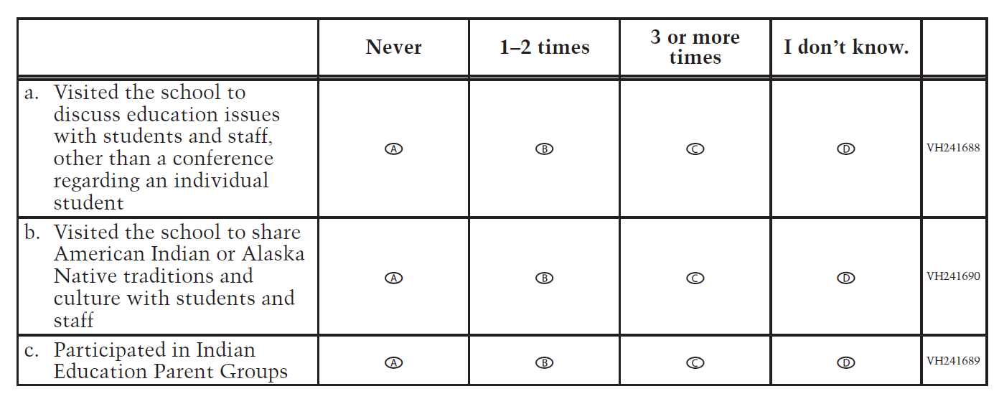 Never 1–2 times 3 or more times I don't know.
a. Visited the school to
discuss education issues
with students and staff,
other than a conference
regarding an individual
student
Ⓐ Ⓑ Ⓒ Ⓓ VH241688
b. Visited the school to share
American Indian or Alaska
Native traditions and
culture with students and
staff
Ⓐ Ⓑ Ⓒ Ⓓ VH241690
c. Participated in Indian
Education Parent Groups
Ⓐ Ⓑ Ⓒ Ⓓ VH241689